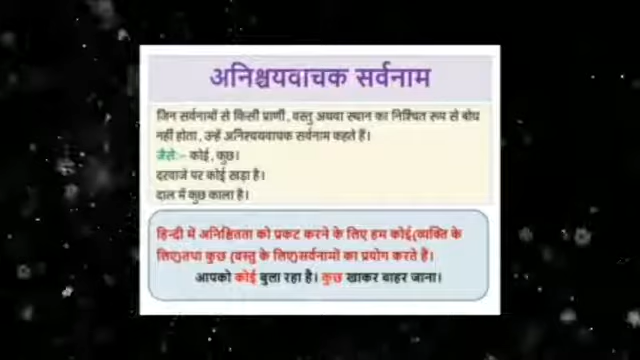 अनिश्चयवाचक सर्वनाम
जिन सर्वनामों से किसी प्राणी, वस्तु अथवा स्थान का निश्चित रूप से बोध
नहीं होता, उन्हें अनिश्चयवाचक सर्वनाम कहते हैं।
जैसे:- कोई, कुछ।
दरवाजे पर कोई खड़ा है।
दाल में कुछ काला है।
हिन्दी में अनिश्चितता को प्रकट करने के लिए हम कोई(व्यक्ति के
लिए)तथा कुछ (वस्तु के लिए)सर्वनामों का प्रयोग करते हैं।
आपको कोई बुला रहा है। कुछ खाकर बाहर जाना।